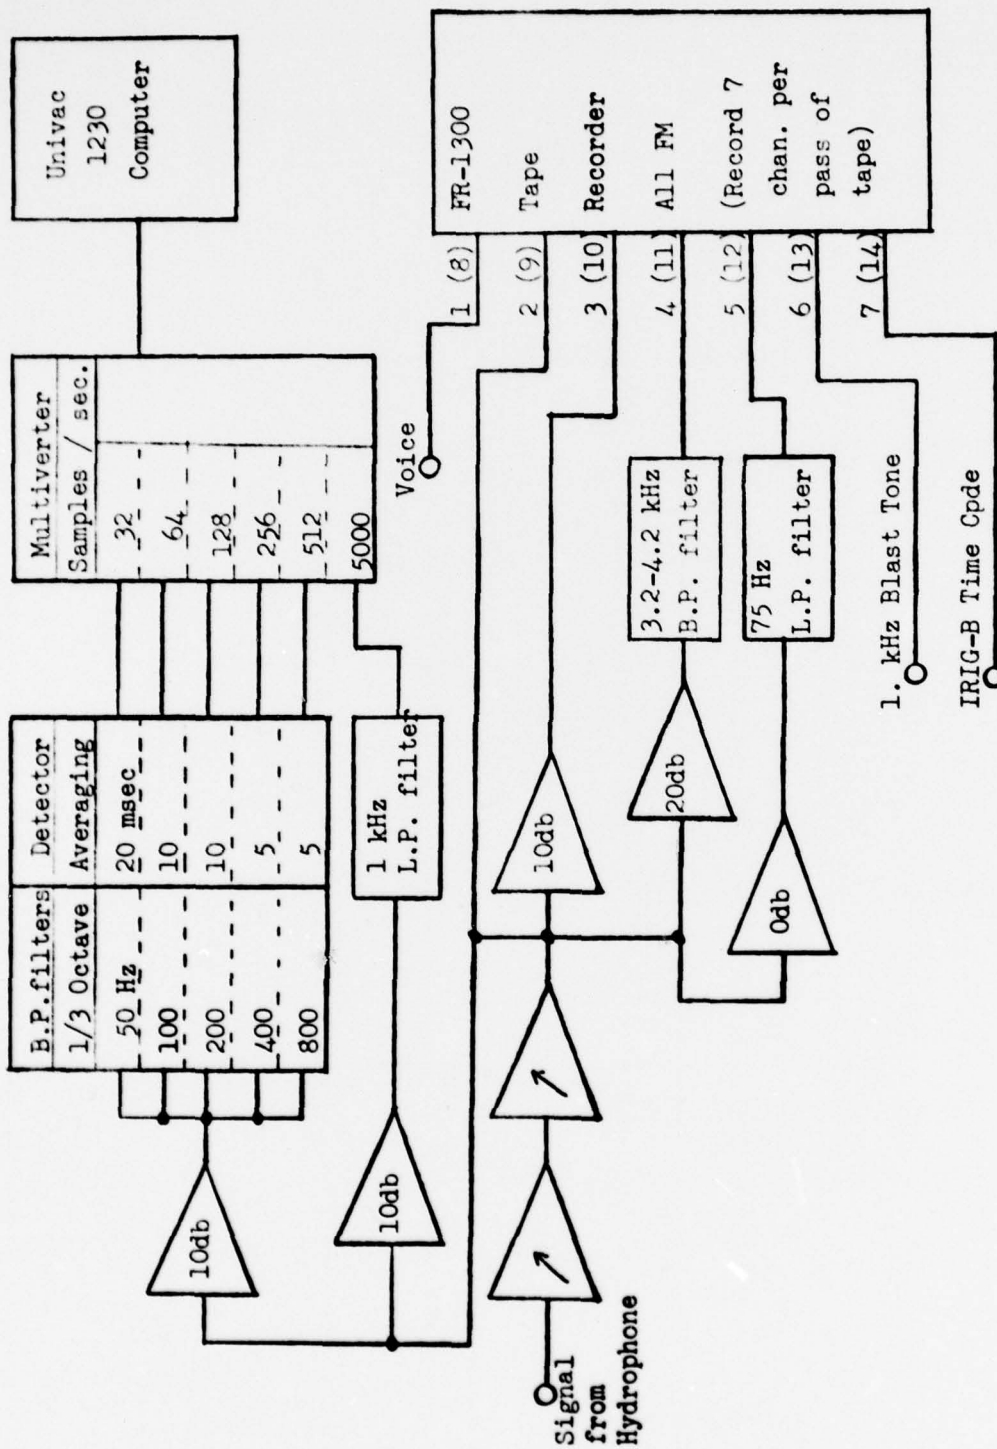 B.P.filters
1/3 Octave
50 Hz
100
200
400
800
Detector
Averaging
20 msec
10
10
5
5
Multiverter
Samples / sec.
32
64
128
256
512
5000
Univac
1230
Computer
10db
10db
1 kHz
L.P. filter
Signal
from
Hydrophone
10db
20db
0db
3.2-4.2 kHz
B.P. filter
75 Hz
L.P. filter
Voice
1. kHz Blast Tone
IRIG-B Time Cpde
1 (8)
2 (9)
3 (10)
4 (11)
5 (12)
6 (13)
7 (14)
FR-1300
Tape
Recorder
All FM
(Record 7
chan. per
pass of
tape)